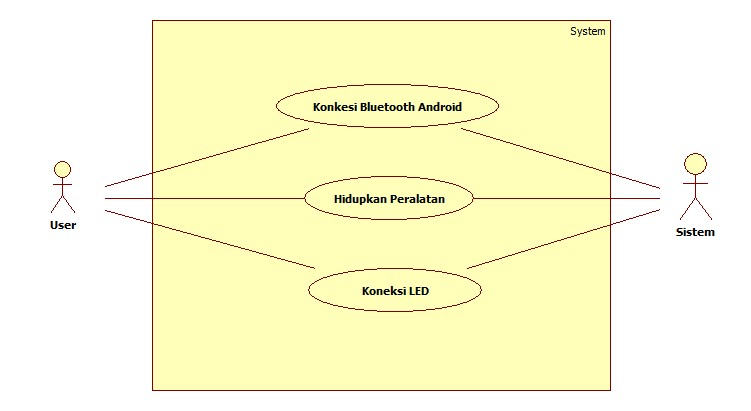 System
Konkesi Bluetooth Android
Hidupkan Peralatan
User
Sistem
Koneksi LED